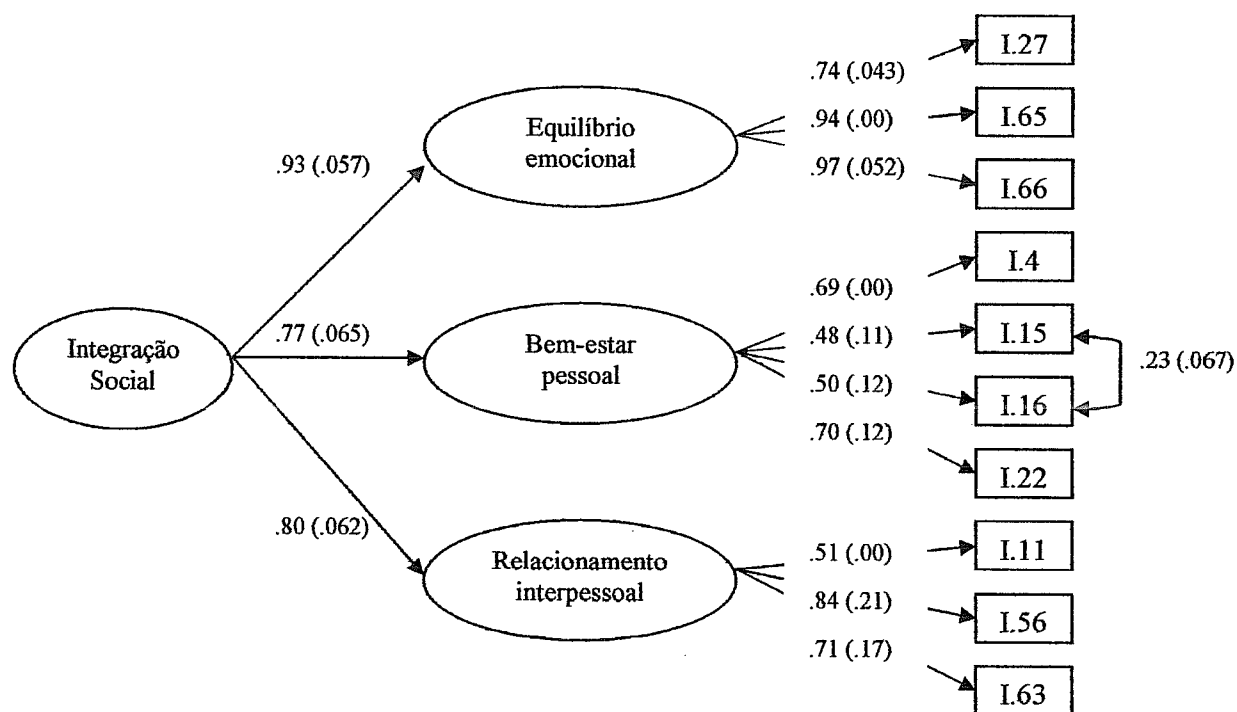 I.27
.74 (.043)
Equilíbrio
emocional
.94 (.00)
I.65
.93 (.057)
.97 (.052)
I.66
I.4
.69 (.00)
Integração
Social
.77 (.065)
Bem-estar
pessoal
.48 (.11)
I.15
.23 (.067)
.50 (.12)
I.16
.70 (.12)
I.22
.80 (.062)
Relacionamento
interpessoal
.51 (.00)
I.11
.84 (.21)
I.56
.71 (.17)
I.63